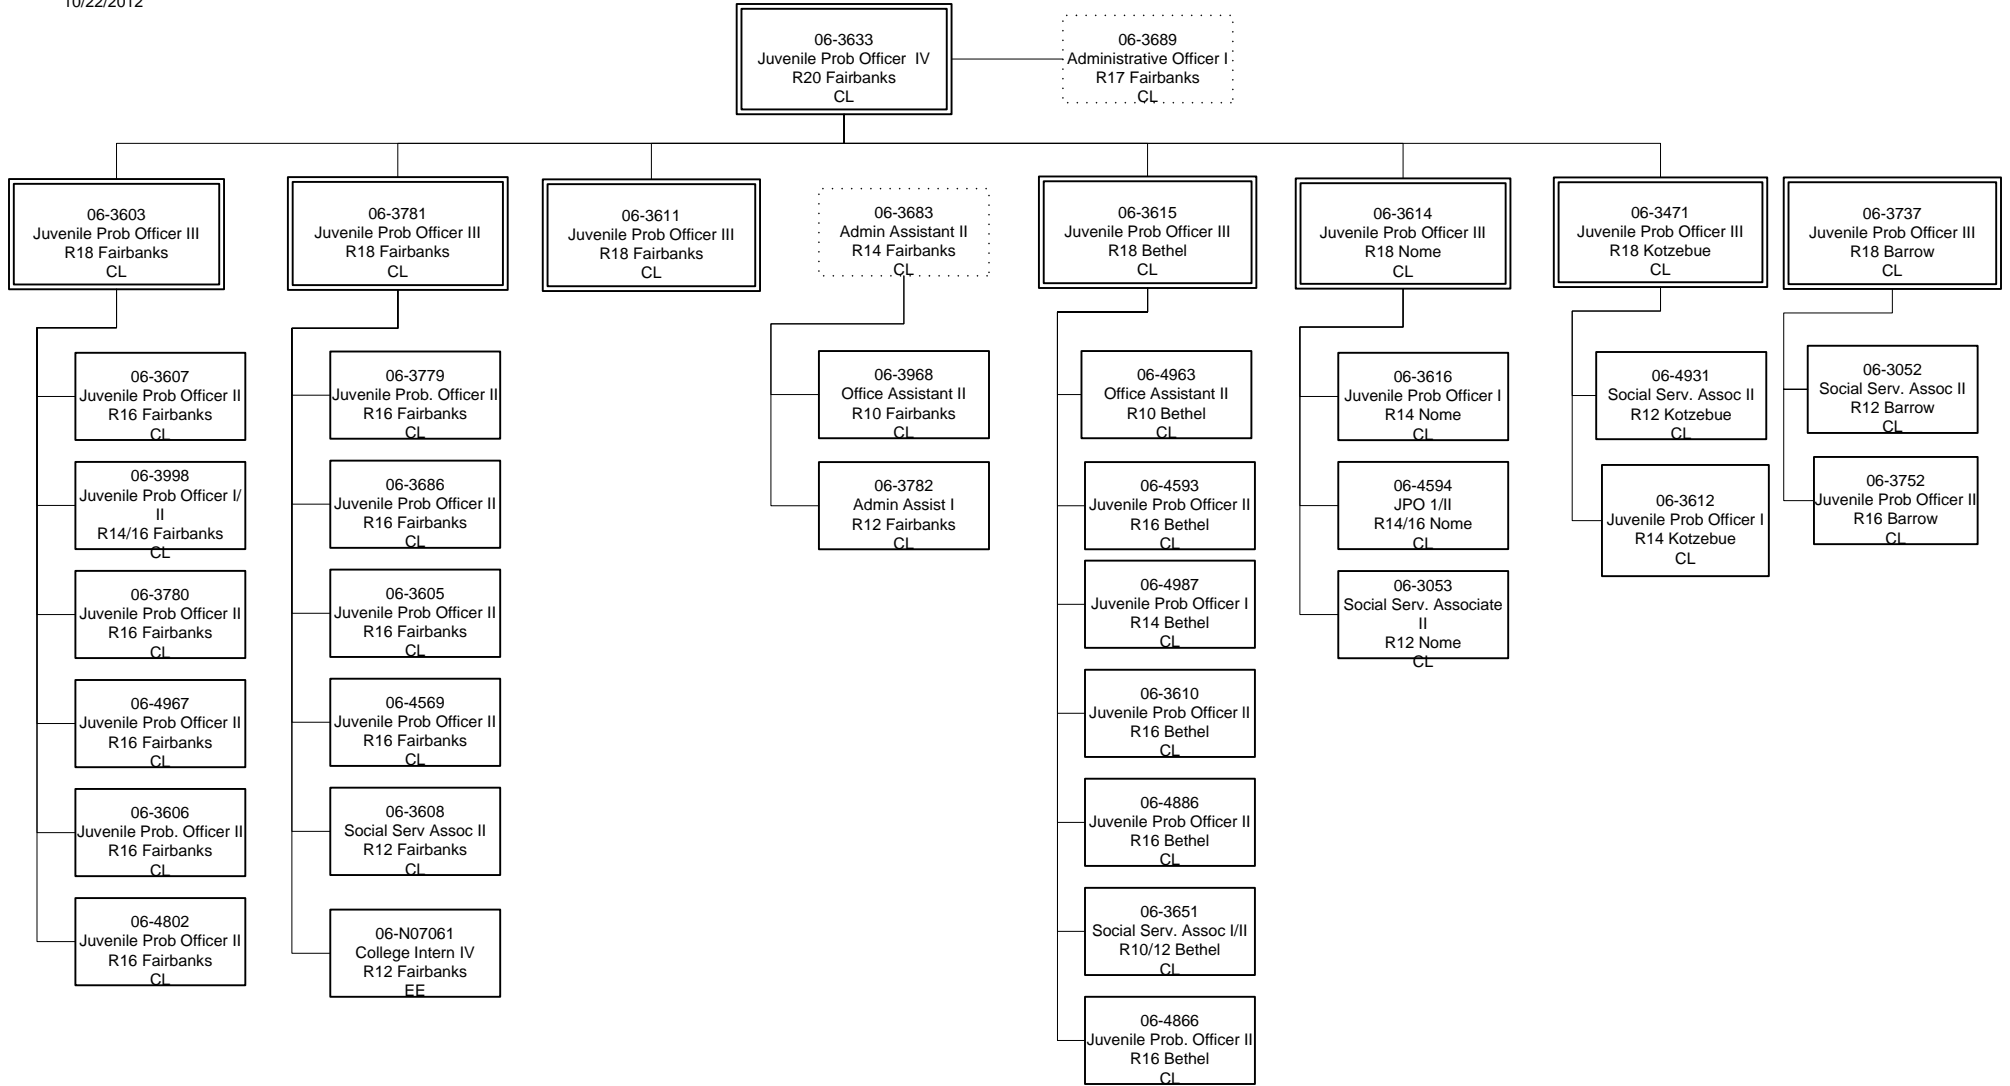 10/22/2012
06-3633
Juvenile Prob Officer IV
R20 Fairbanks
CL
06-3689
Administrative Officer I
R17 Fairbanks
CL
06-3603
Juvenile Prob Officer III
R18 Fairbanks
CL
06-3781
Juvenile Prob Officer III
R18 Fairbanks
CL
06-3611
Juvenile Prob Officer III
R18 Fairbanks
CL
06-3683
Admin Assistant II
R14 Fairbanks
CL
06-3615
Juvenile Prob Officer III
R18 Bethel
CL
06-3614
Juvenile Prob Officer III
R18 Nome
CL
06-3471
Juvenile Prob Officer III
R18 Kotzebue
CL
06-3737
Juvenile Prob Officer III
R18 Barrow
CL
06-3607
Juvenile Prob Officer II
R16 Fairbanks
CL
06-3998
Juvenile Prob Officer I/
II
R14/16 Fairbanks
CL
06-3780
Juvenile Prob Officer II
R16 Fairbanks
CL
06-4967
Juvenile Prob Officer II
R16 Fairbanks
CL
06-3606
Juvenile Prob. Officer II
R16 Fairbanks
CL
06-4802
Juvenile Prob Officer II
R16 Fairbanks
CL
06-3779
Juvenile Prob. Officer II
R16 Fairbanks
CL
06-3686
Juvenile Prob Officer II
R16 Fairbanks
CL
06-3605
Juvenile Prob Officer II
R16 Fairbanks
CL
06-4569
Juvenile Prob Officer II
R16 Fairbanks
CL
06-3608
Social Serv Assoc II
R12 Fairbanks
CL
06-N07061
College Intern IV
R12 Fairbanks
EE
06-3968
Office Assistant II
R10 Fairbanks
CL
06-3782
Admin Assist I
R12 Fairbanks
CL
06-4963
Office Assistant II
R10 Bethel
CL
06-4593
Juvenile Prob Officer II
R16 Bethel
CL
06-4987
Juvenile Prob Officer I
R14 Bethel
CL
06-3610
Juvenile Prob Officer II
R16 Bethel
CL
06-4886
Juvenile Prob Officer II
R16 Bethel
CL
06-3651
Social Serv. Assoc I/II
R10/12 Bethel
CL
06-4866
Juvenile Prob. Officer II
R16 Bethel
CL
06-3616
Juvenile Prob Officer I
R14 Nome
CL
06-4594
JPO 1/II
R14/16 Nome
CL
06-3053
Social Serv. Associate
II
R12 Nome
CL
06-4931
Social Serv. Assoc II
R12 Kotzebue
CL
06-3612
Juvenile Prob Officer I
R14 Kotzebue
CL
06-3052
Social Serv. Assoc II
R12 Barrow
CL
06-3752
Juvenile Prob Officer II
R16 Barrow
CL